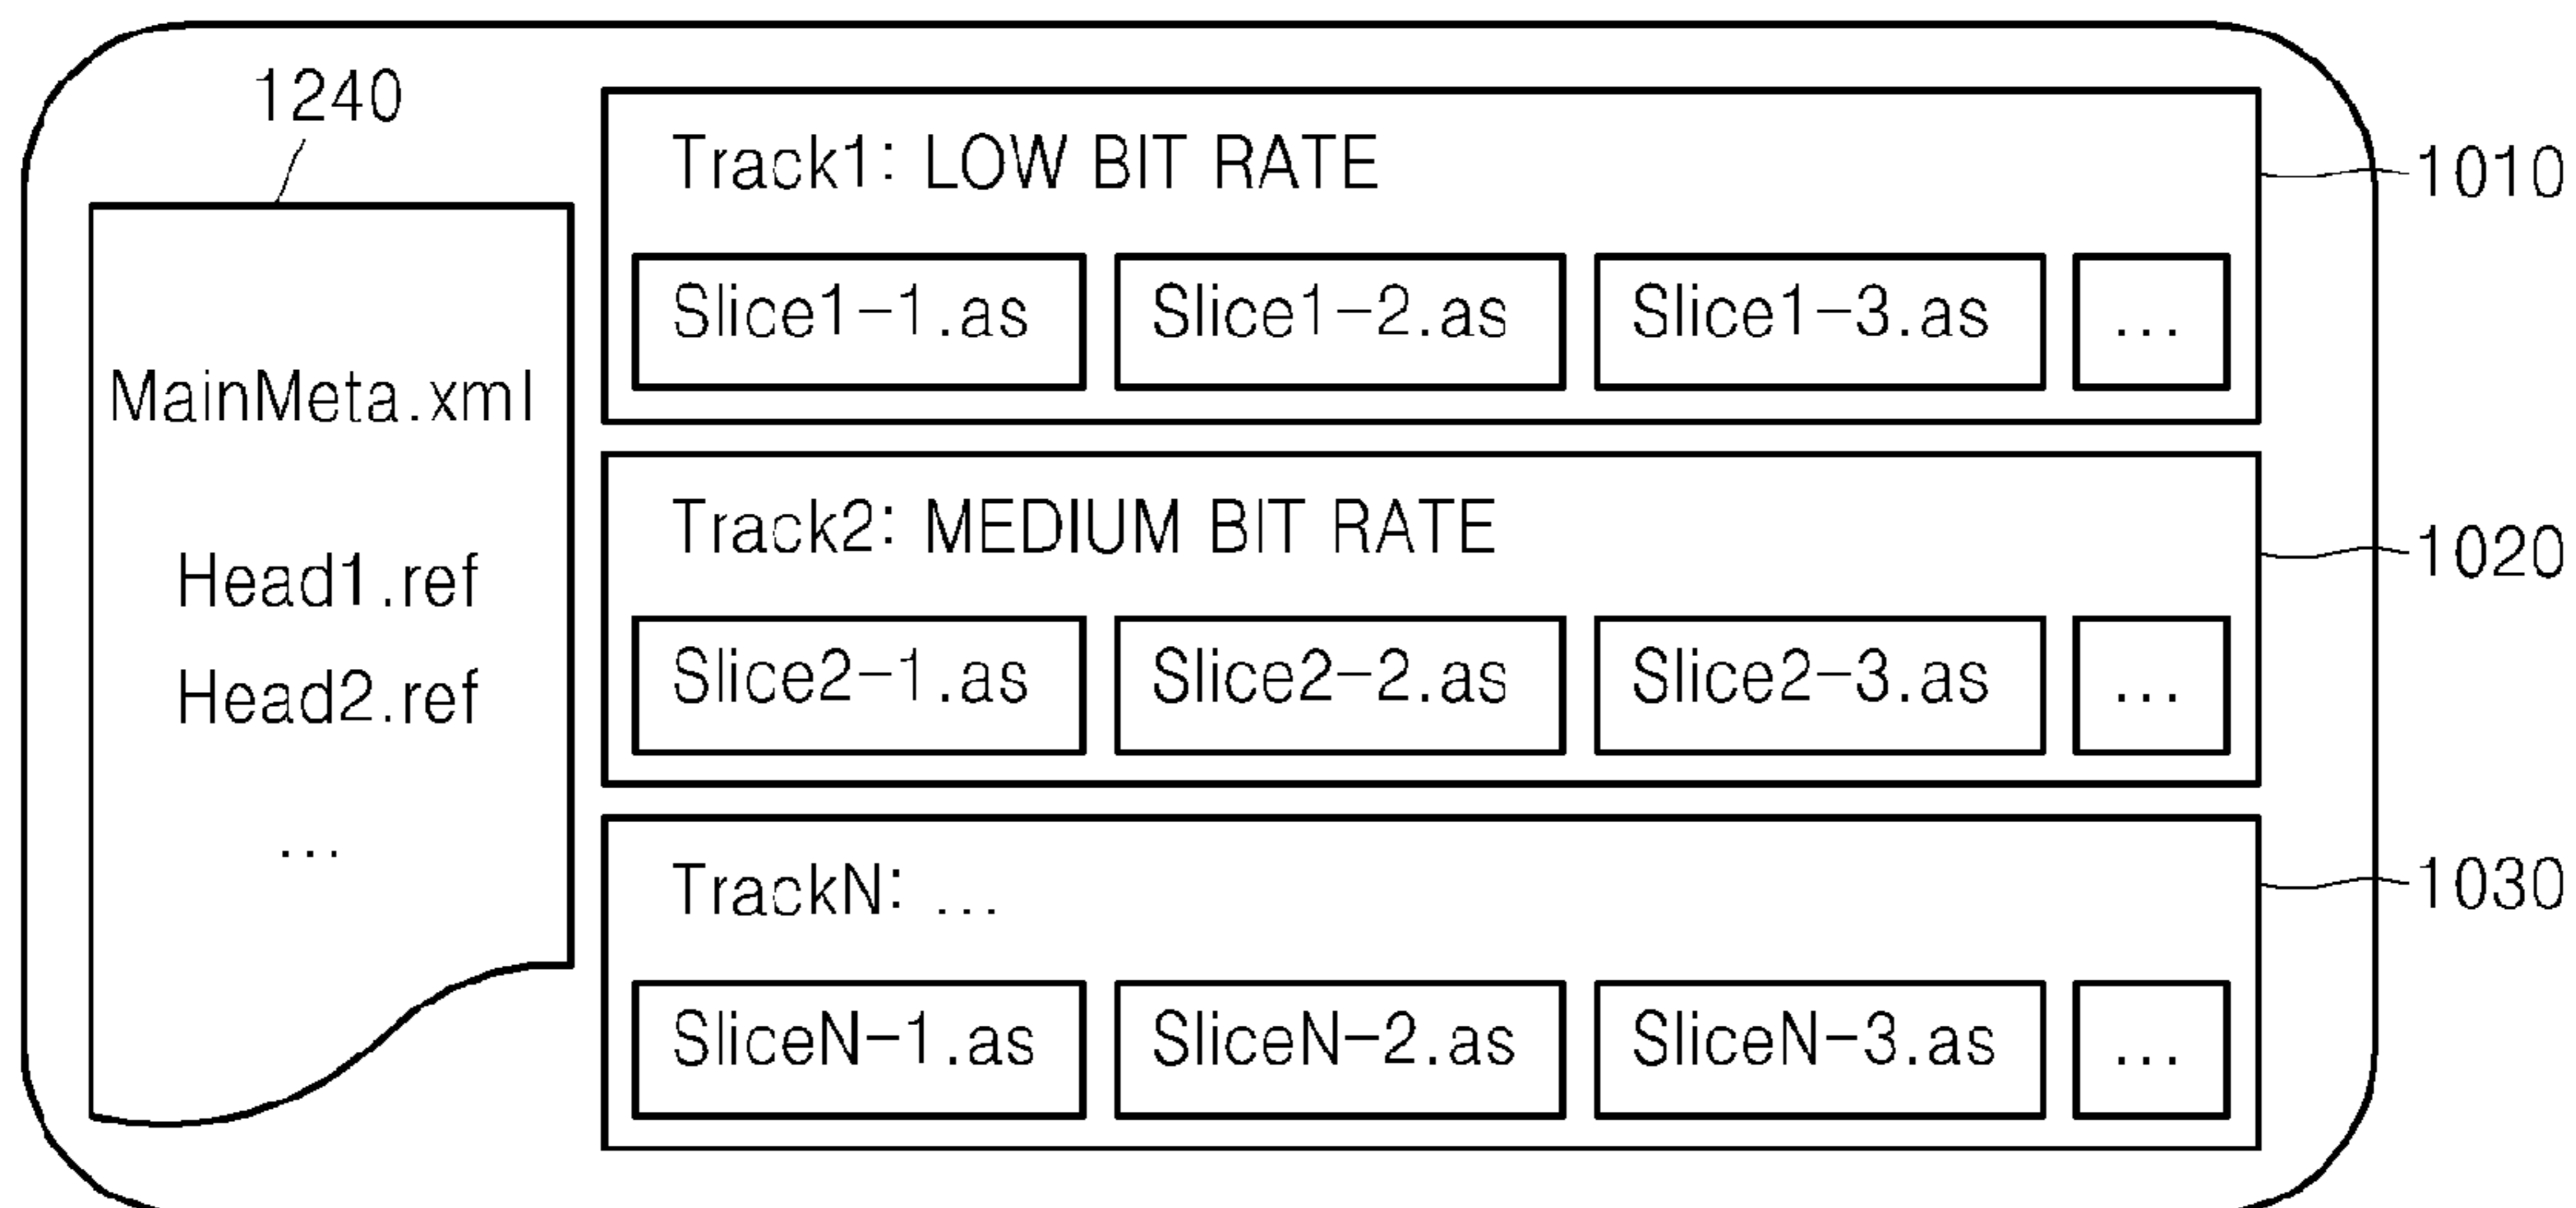 1240
MainMeta.xml
Head1.ref
Head2.ref
...
Track1: LOW BIT RATE
1010
Slice1-1.as
Slice1-2.as
Slice1-3.as
...
Track2: MEDIUM BIT RATE
1020
Slice2-1.as
Slice2-2.as
Slice2-3.as
...
TrackN: ...
1030
SliceN-1.as
SliceN-2.as
SliceN-3.as
...